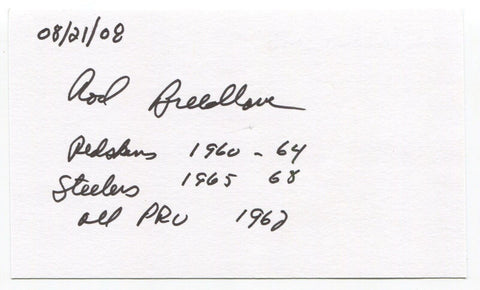 08/21/08
Rod Breedlove
Redskins 1960 - 64
Steelers 1965 68
all PRO 1962